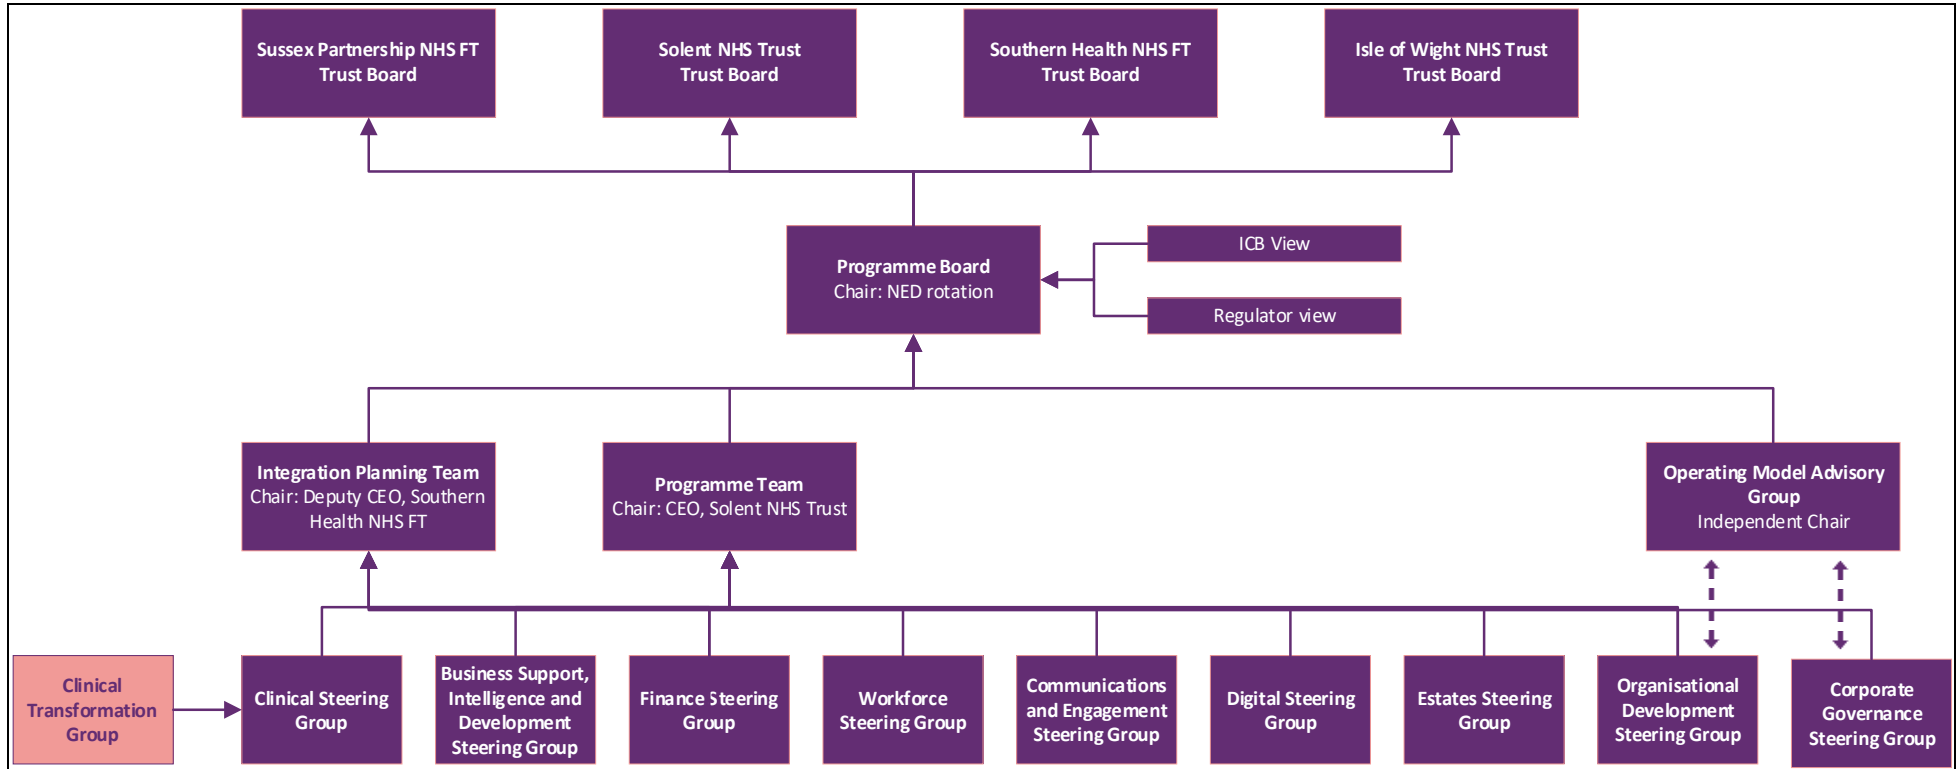 Sussex Partnership NHS FT
Trust Board
Solent NHS Trust
Trust Board
Southern Health NHS FT
Trust Board
Isle of Wight NHS Trust
Trust Board
Programme Board
Chair: NED rotation
ICB View
Regulator view
Integration Planning Team
Chair: Deputy CEO, Southern
Health NHS FT
Programme Team
Chair: CEO, Solent NHS Trust
Operating Model Advisory
Group
Independent Chair
Clinical
Transformation
Group
Clinical Steering
Group
Business Support,
Intelligence and
Development
Steering Group
Finance Steering
Group
Workforce
Steering Group
Communications
and Engagement
Steering Group
Digital Steering
Group
Estates Steering
Group
Organisational
Development
Steering Group
Corporate
Governance
Steering Group